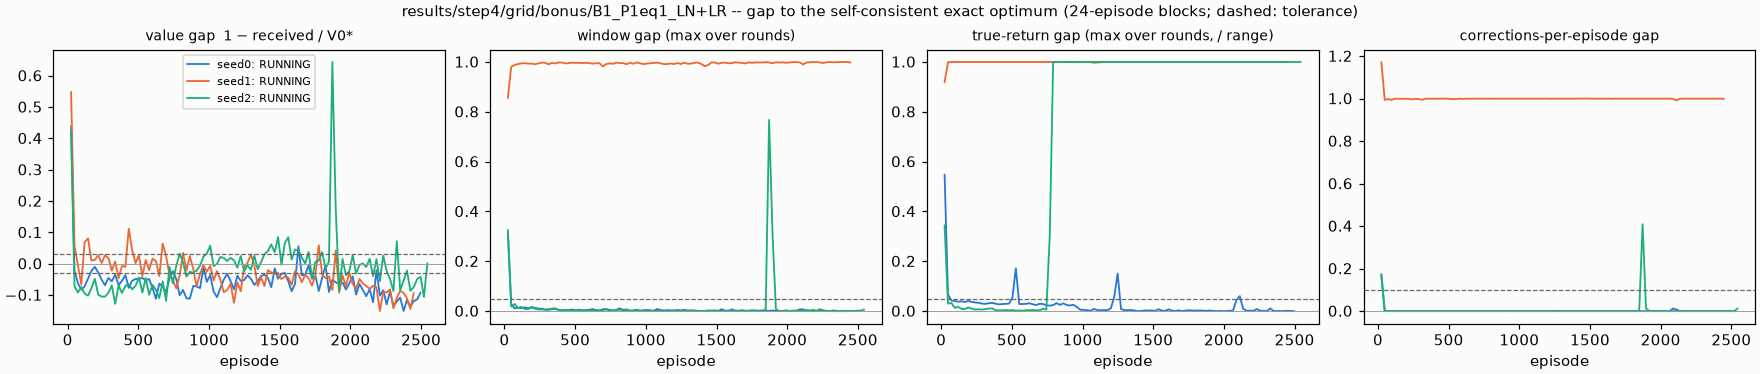 results/step4/grid/bonus/B1_P1eq1_LN+LR -- gap to the self-consistent exact optimum (24-episode blocks; dashed: tolerance)
value gap  1 − received / V0*
0.6
0.5
0.4
0.3
0.2
0.1
0.0
−0.1
seed0: RUNNING
seed1: RUNNING
seed2: RUNNING
0 500 1000 1500 2000 2500
episode
window gap (max over rounds)
1.0
0.8
0.6
0.4
0.2
0.0
0 500 1000 1500 2000 2500
episode
true-return gap (max over rounds, / range)
1.0
0.8
0.6
0.4
0.2
0.0
0 500 1000 1500 2000 2500
episode
corrections-per-episode gap
1.2
1.0
0.8
0.6
0.4
0.2
0.0
0 500 1000 1500 2000 2500
episode